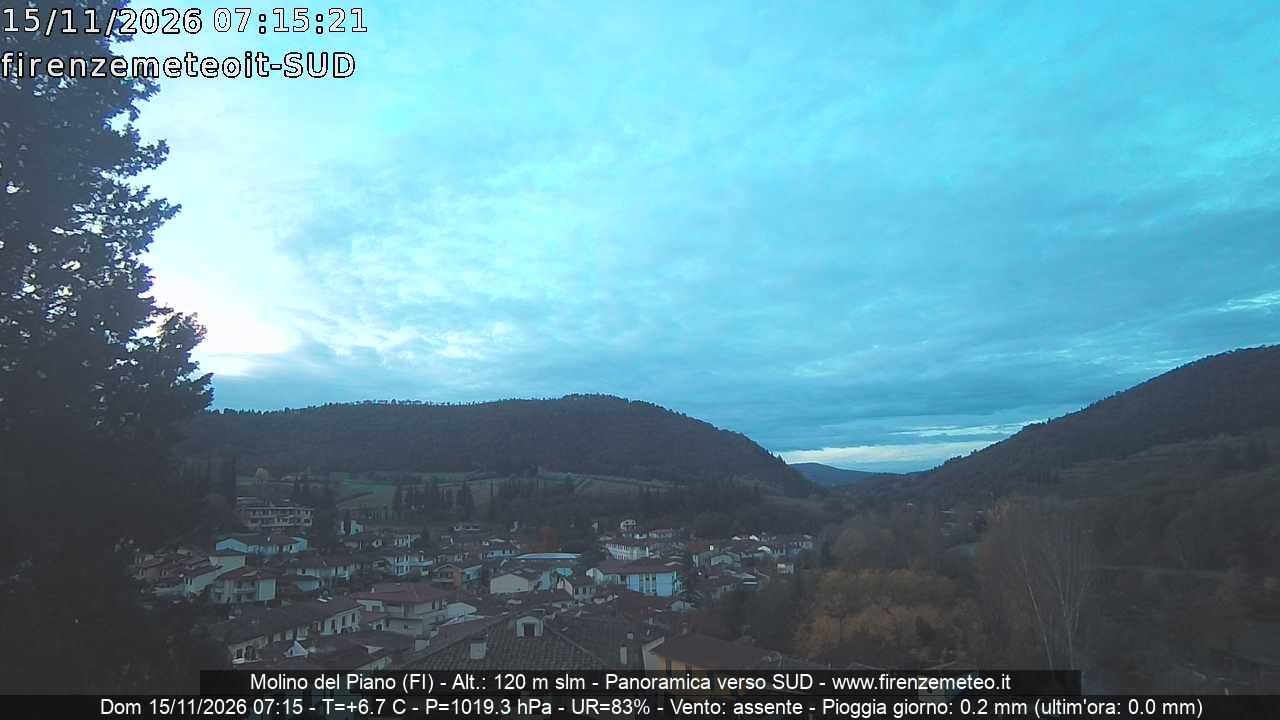 15/11/2026 07:15:21
firenzemeteoit-SUD
Molino del Piano (FI) - Alt.: 120 m slm - Panoramica verso SUD - www.firenzemeteo.it
Dom 15/11/2026 07:15 - T=+6.7 C - P=1019.3 hPa - UR=83% - Vento: assente - Pioggia giorno: 0.2 mm (ultim'ora: 0.0 mm)